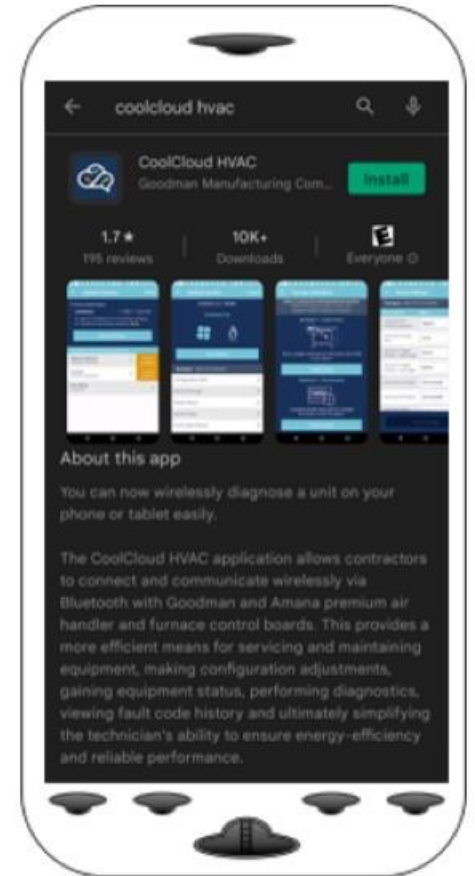 coolcloud hvac
CoolCloud HVAC
Goodman Manufacturing Com...
Install
1.7★
195 reviews
10K+
Downloads
E
Everyone
About this app
You can now wirelessly diagnose a unit on your
phone or tablet easily.
The CoolCloud HVAC application allows contractors
to connect and communicate wirelessly via
Bluetooth with Goodman and Amana premium air
handler and furnace control boards. This provides a
more efficient means for servicing and maintaining
equipment, making configuration adjustments,
gaining equipment status, performing diagnostics,
viewing fault code history and ultimately simplifying
the technician's ability to ensure energy-efficiency
and reliable performance.